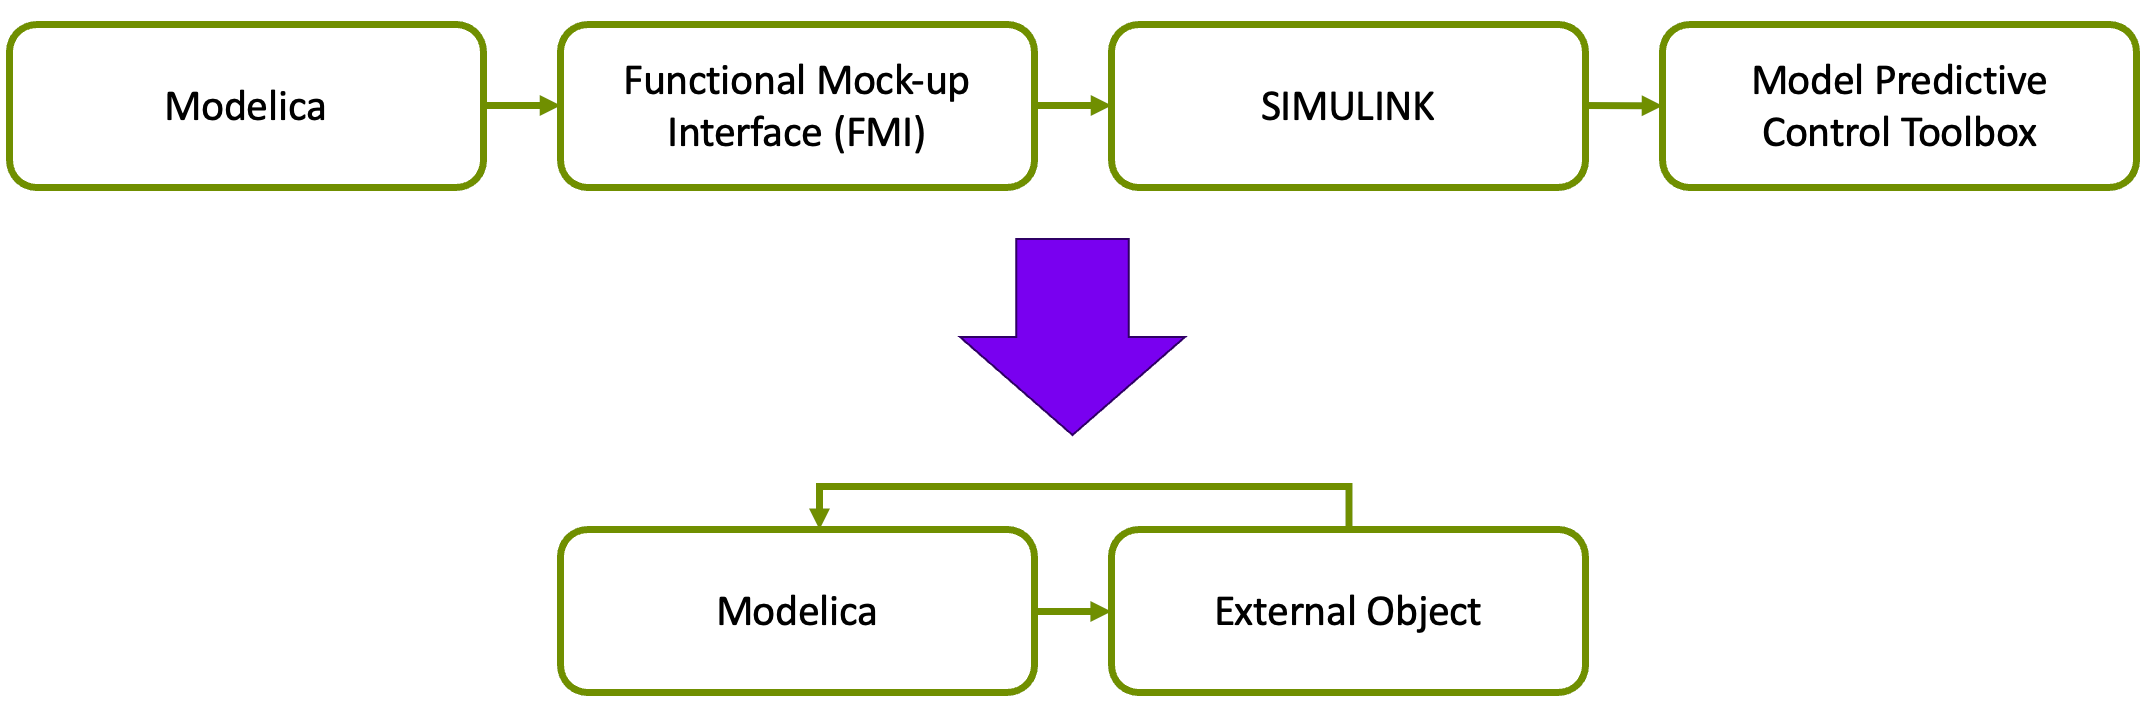 Modelica
Functional Mock-up
Interface (FMI)
SIMULINK
Model Predictive
Control Toolbox
Modelica
External Object